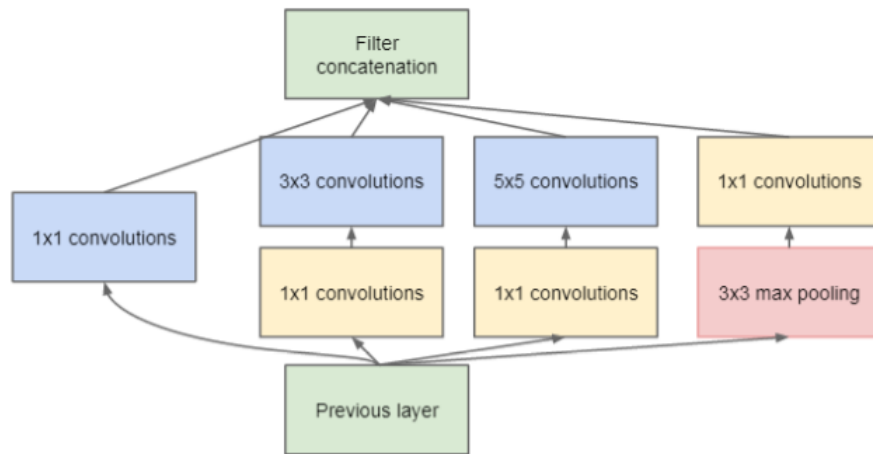 Filter
concatenation
3x3 convolutions
5x5 convolutions
1x1 convolutions
1x1 convolutions
1x1 convolutions
1x1 convolutions
3x3 max pooling
Previous layer